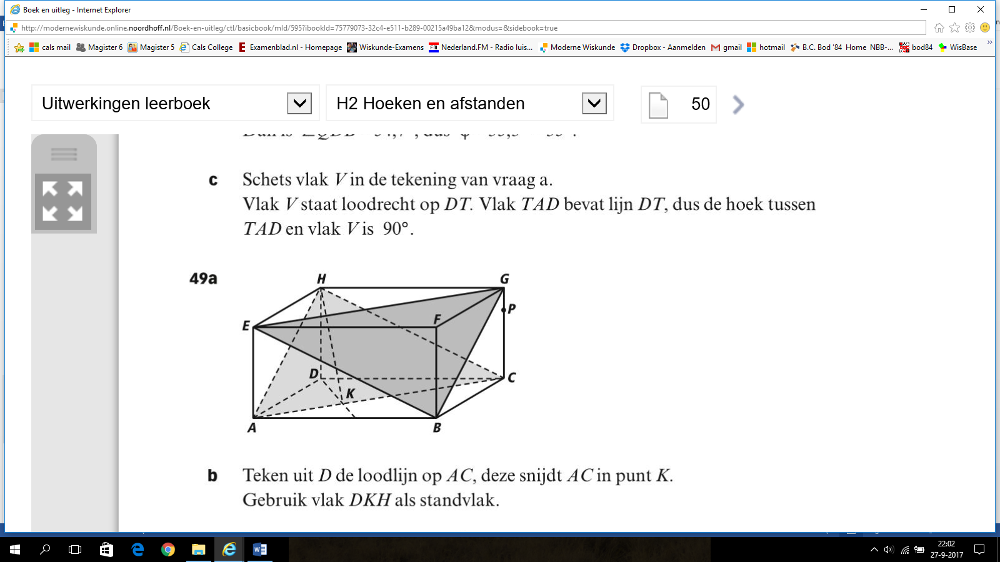 Boek en uitleg - Internet Explorer
http://modernewiskunde.online.noordhoff.nl/Boek-en-uitleg/ctl/basicbook/mId/595?ibookId=75779073-32c4-e511-b289-00215a49ba12&modus=&sidebook=true
cals mail Magister 6 Magister 5 Cals College Examenblad.nl - Homepage Wiskunde-Examens Nederland.FM - Radio luis... Moderne Wiskunde Dropbox - Aanmelden gmail hotmail B.C. Bod '84 Home NBB-... bod84 WisBase
Uitwerkingen leerboek H2 Hoeken en afstanden 50
c Schets vlak V in de tekening van vraag a.
Vlak V staat loodrecht op DT. Vlak TAD bevat lijn DT, dus de hoek tussen
TAD en vlak V is 90°.
49a
H G
P
E F
D C
K
A B
b Teken uit D de loodlijn op AC, deze snijdt AC in punt K.
Gebruik vlak DKH als standvlak.
22:02
27-9-2017